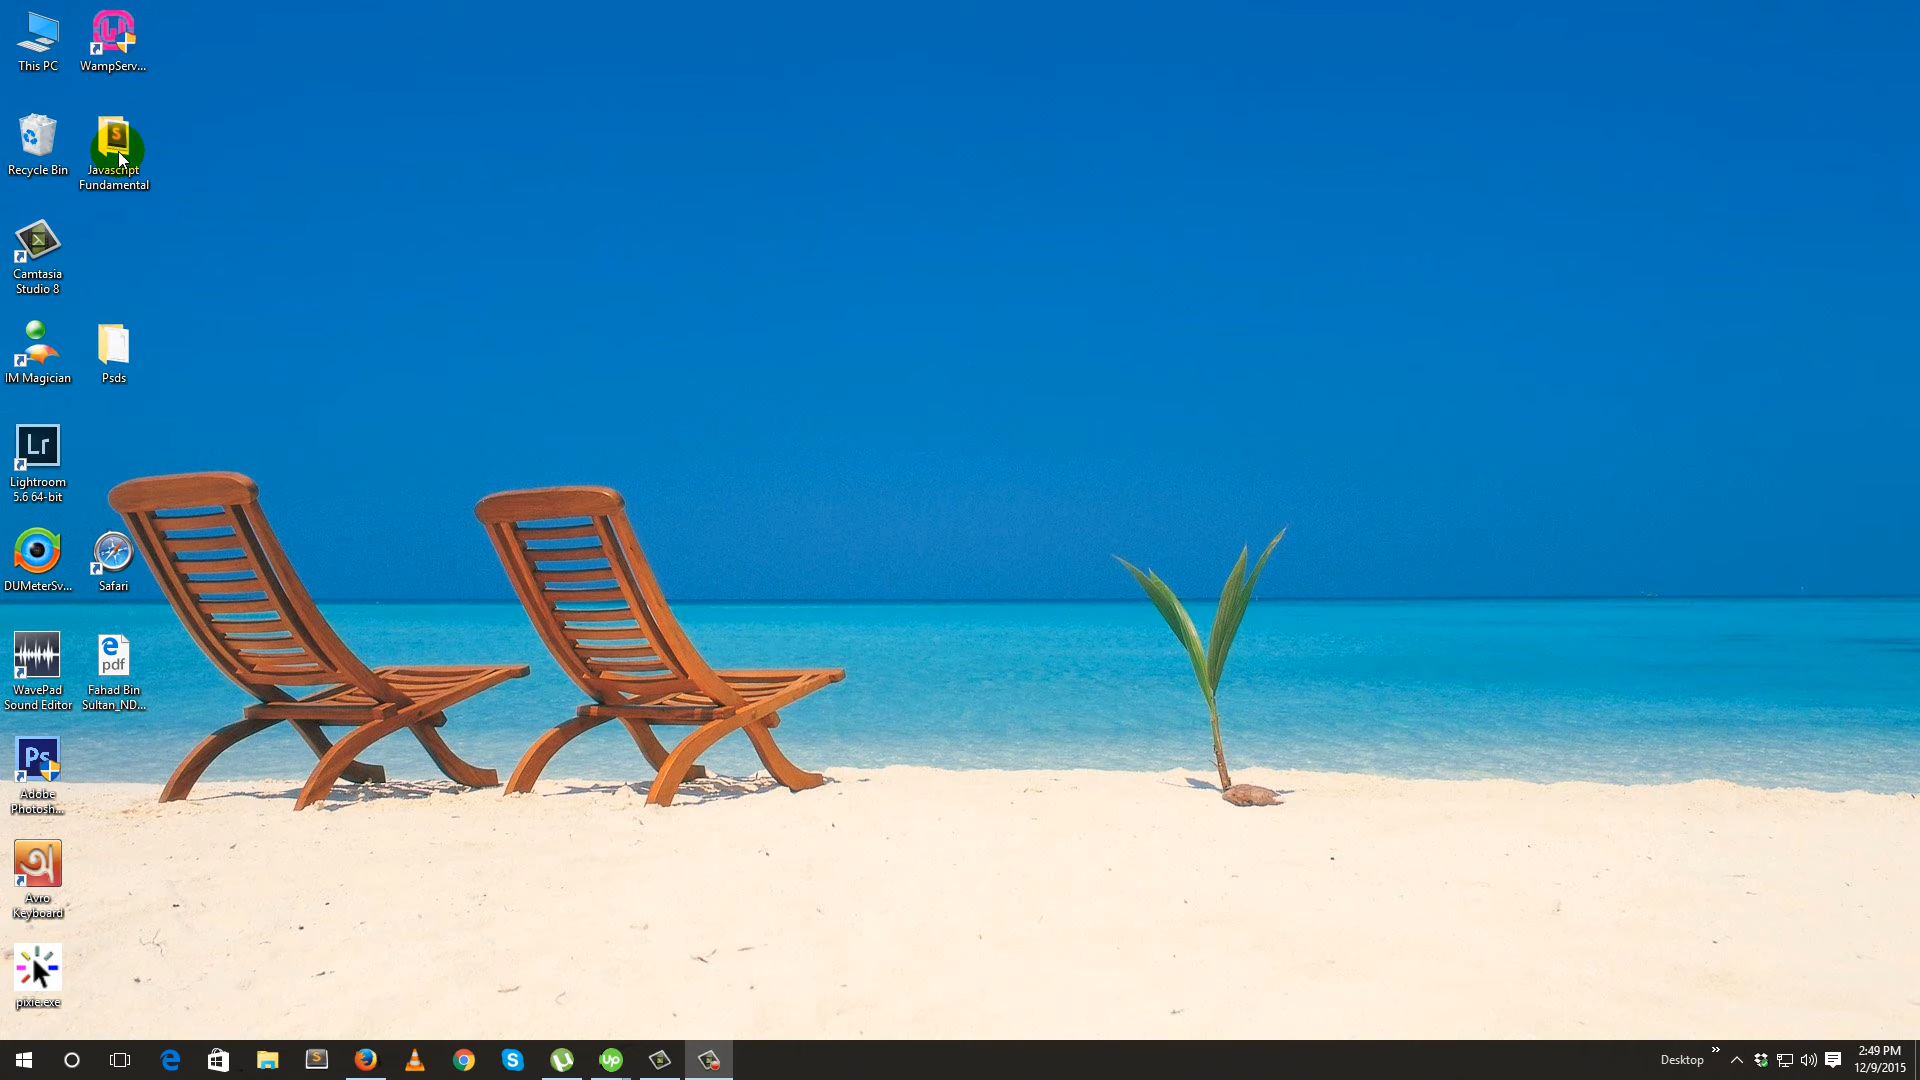 This PC
WampServ...
Recycle Bin
Javascript
Fundamental
Camtasia
Studio 8
IM Magician
Psds
Lr
Lightroom
5.6 64-bit
DUMeterSv...
Safari
WavePad
Sound Editor
pdf
Fahad Bin
Sultan_ND...
Ps
Adobe
Photosh...
অ
Avro
Keyboard
pixie.exe
Desktop
2:49 PM
12/9/2015